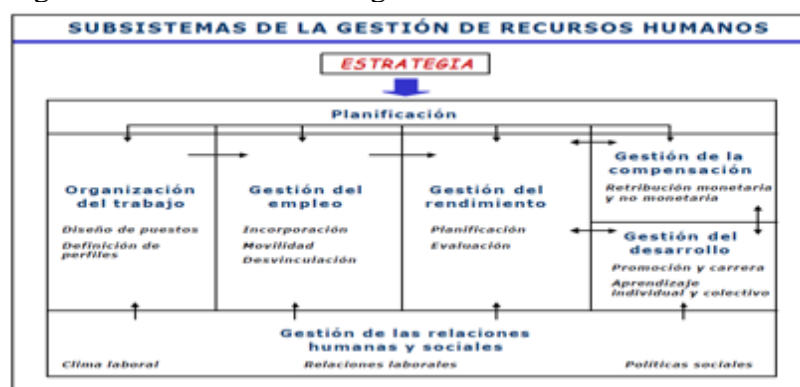 SUBSISTEMAS DE LA GESTIÓN DE RECURSOS HUMANOS
ESTRATEGIA
Planificación
Organización
del trabajo
Diseño de puestos
Definición de
perfiles
Gestión del
empleo
Incorporación
Movilidad
Desvinculación
Gestión del
rendimiento
Planificación
Evaluación
Gestión de la
compensación
Retribución monetaria
y no monetaria
Gestión del
desarrollo
Promoción y carrera
Aprendizaje
individual y colectivo
Gestión de las relaciones
humanas y sociales
Clima laboral
Relaciones laborales
Políticas sociales